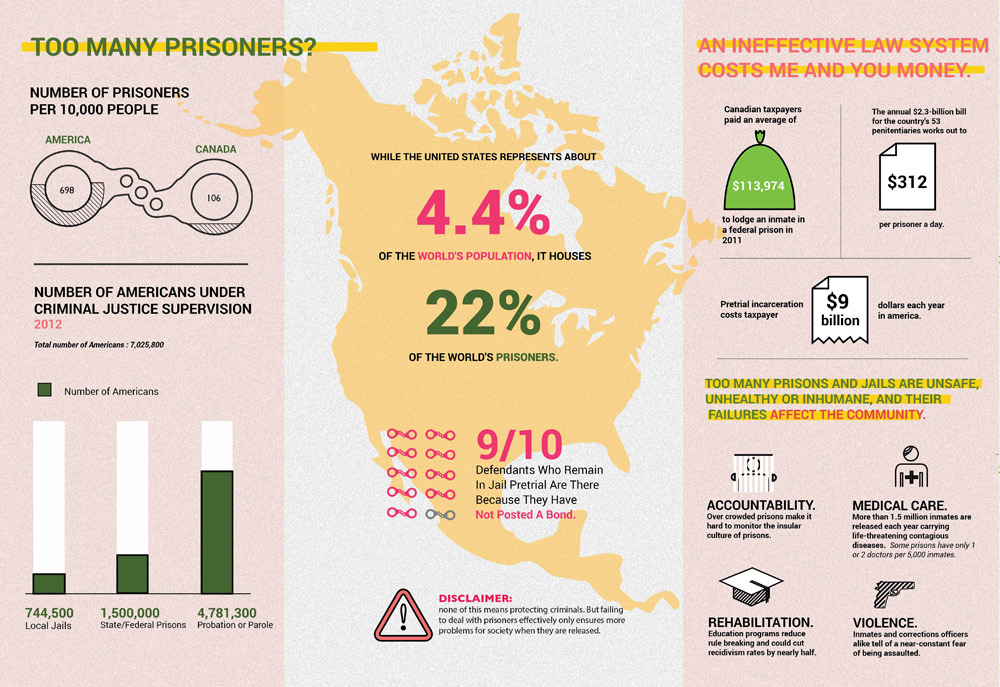 TOO MANY PRISONERS?
NUMBER OF PRISONERS
PER 10,000 PEOPLE
AMERICA
CANADA
698
106
NUMBER OF AMERICANS UNDER
CRIMINAL JUSTICE SUPERVISION
2012
Total number of Americans : 7,025,800
Number of Americans
744,500
Local Jails
1,500,000
State/Federal Prisons
4,781,300
Probation or Parole
WHILE THE UNITED STATES REPRESENTS ABOUT
4.4%
OF THE WORLD'S POPULATION, IT HOUSES
22%
OF THE WORLD'S PRISONERS.
9/10
Defendants Who Remain
In Jail Pretrial Are There
Because They Have
Not Posted A Bond.
DISCLAIMER:
none of this means protecting criminals. But failing
to deal with prisoners effectively only ensures more
problems for society when they are released.
AN INEFFECTIVE LAW SYSTEM
COSTS ME AND YOU MONEY.
Canadian taxpayers
paid an average of
$113,974
to lodge an inmate in
a federal prison in
2011
The annual $2.3-billion bill
for the country's 53
penitentiaries works out to
$312
per prisoner a day.
Pretrial incarceration
costs taxpayer
$9
billion
dollars each year
in america.
TOO MANY PRISONS AND JAILS ARE UNSAFE,
UNHEALTHY OR INHUMANE, AND THEIR
FAILURES AFFECT THE COMMUNITY.
ACCOUNTABILITY.
Over crowded prisons make it
hard to monitor the insular
culture of prisons.
MEDICAL CARE.
More than 1.5 million inmates are
released each year carrying
life-threatening contagious
diseases. Some prisons have only 1
or 2 doctors per 5,000 inmates.
REHABILITATION.
Education programs reduce
rule breaking and could cut
recidivism rates by nearly half.
VIOLENCE.
Inmates and corrections officers
alike tell of a near-constant fear
of being assaulted.